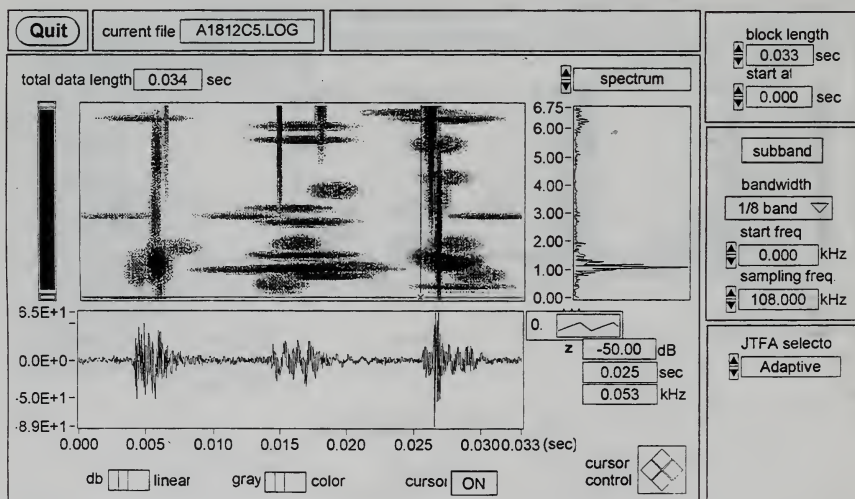 Quit
current file A1812C5.LOG
total data length 0.034 sec
spectrum
6.75
6.00
5.00
4.00
3.00
2.00
1.00
0.00
6.5E+1
0.0E+0
-5.0E+1
-8.9E+1
0.000 0.005 0.010 0.015 0.020 0.025 0.030 0.033 (sec)
0.
z -50.00 dB
0.025 sec
0.053 kHz
db linear gray color cursor ON
cursor
control
block length
0.033 sec
start at
0.000 sec
subband
bandwidth
1/8 band
start freq
0.000 kHz
sampling freq.
108.000 kHz
JTFA selecto
Adaptive